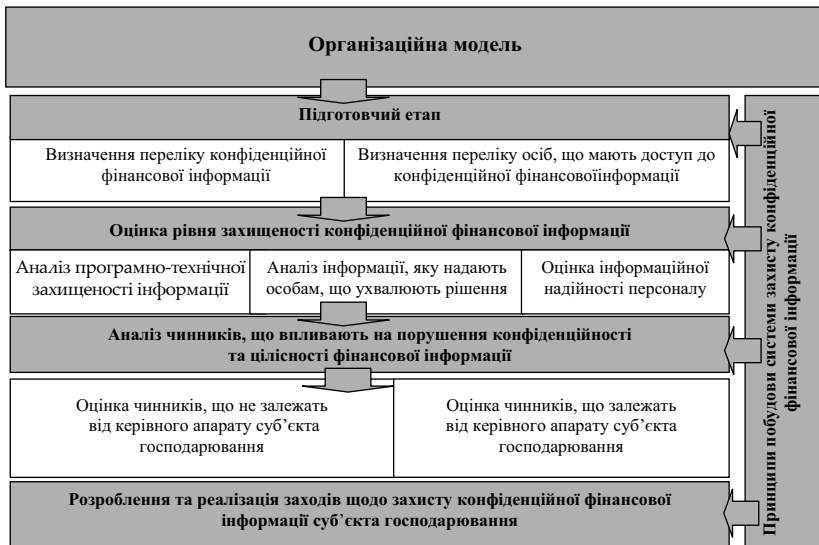 Організаційна модель
Підготовчий етап
Визначення переліку конфіденційної
фінансової інформації
Визначення переліку осіб, що мають доступ до
конфіденційної фінансовоїінформації
Оцінка рівня захищеності конфіденційної фінансової інформації
Аналіз програмно-технічної
захищеності інформації
Аналіз інформації, яку надають
особам, що ухвалюють рішення
Оцінка інформаційної
надійності персоналу
Аналіз чинників, що впливають на порушення конфіденційності
та цілісності фінансової інформації
Оцінка чинників, що не залежать
від керівного апарату суб’єкта
господарювання
Оцінка чинників, що залежать
від керівного апарату суб’єкта
господарювання
Розроблення та реалізація заходів щодо захисту конфіденційної фінансової
інформації суб’єкта господарювання
Принципи побудови системи захисту конфіденційної
фінансової інформації